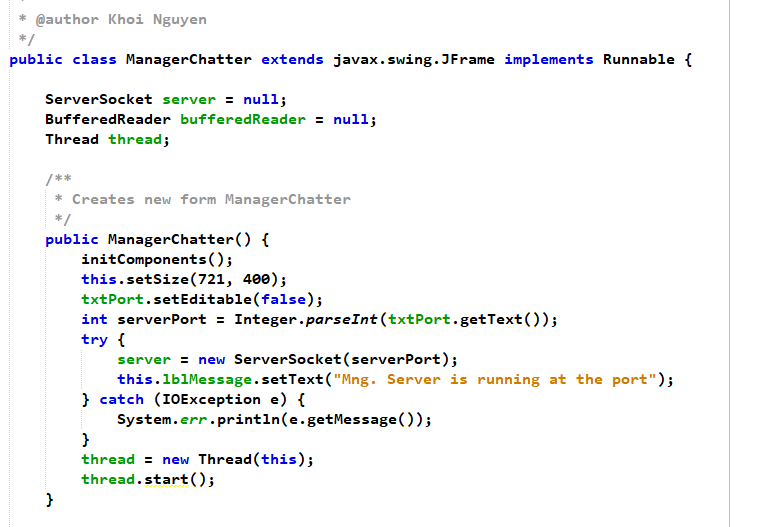 * @author Khoi Nguyen
*/
public class ManagerChatter extends javax.swing.JFrame implements Runnable {
ServerSocket server = null;
BufferedReader bufferedReader = null;
Thread thread;
/**
* Creates new form ManagerChatter
*/
public ManagerChatter() {
initComponents();
this.setSize(721, 400);
txtPort.setEditable(false);
int serverPort = Integer.parseInt(txtPort.getText());
try {
server = new ServerSocket(serverPort);
this.lblMessage.setText("Mng. Server is running at the port");
} catch (IOException e) {
System.err.println(e.getMessage());
}
thread = new Thread(this);
thread.start();
}